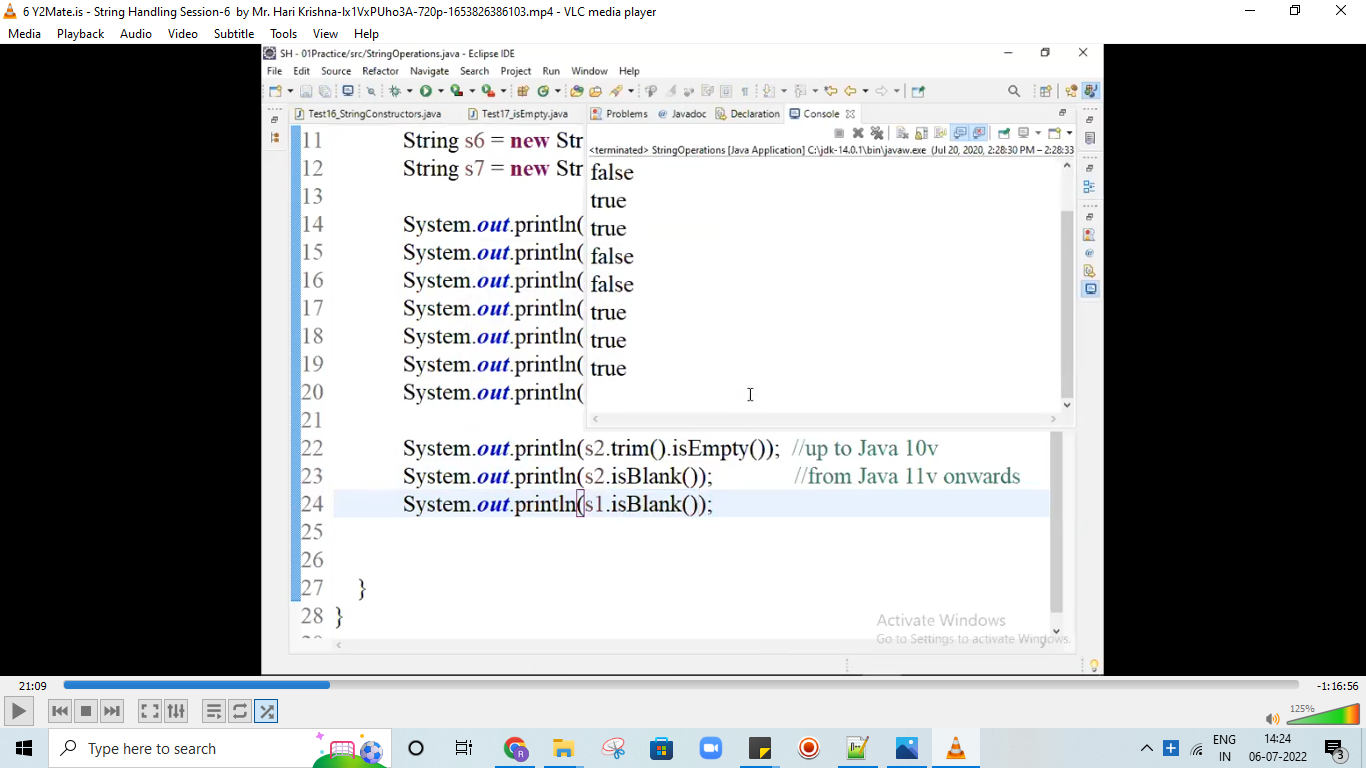 6 Y2Mate.is - String Handling Session-6 by Mr. Hari Krishna-Ix1VxPUho3A-720p-1653826386103.mp4 - VLC media player
Media Playback Audio Video Subtitle Tools View Help
SH - 01Practice/src/StringOperations.java - Eclipse IDE
File Edit Source Refactor Navigate Search Project Run Window Help
Test16_StringConstructors.java Test17_isEmpty.java Problems @ Javadoc Declaration Console
<terminated> StringOperations [Java Application] C:\jdk-14.0.1\bin\javaw.exe (Jul 20, 2020, 2:28:30 PM – 2:28:33
11 String s6 = new Str
12 String s7 = new Str
13
14 System.out.println(
15 System.out.println(
16 System.out.println(
17 System.out.println(
18 System.out.println(
19 System.out.println(
20 System.out.println(
false
true
true
false
false
true
true
true
21
22 System.out.println(s2.trim().isEmpty()); //up to Java 10v
23 System.out.println(s2.isBlank()); //from Java 11v onwards
24 System.out.println(s1.isBlank());
25
26
27 }
28 }
Activate Windows
Go to Settings to activate Windows.
21:09 -1:16:56
125%
Type here to search
ENG
IN
14:24
06-07-2022
3